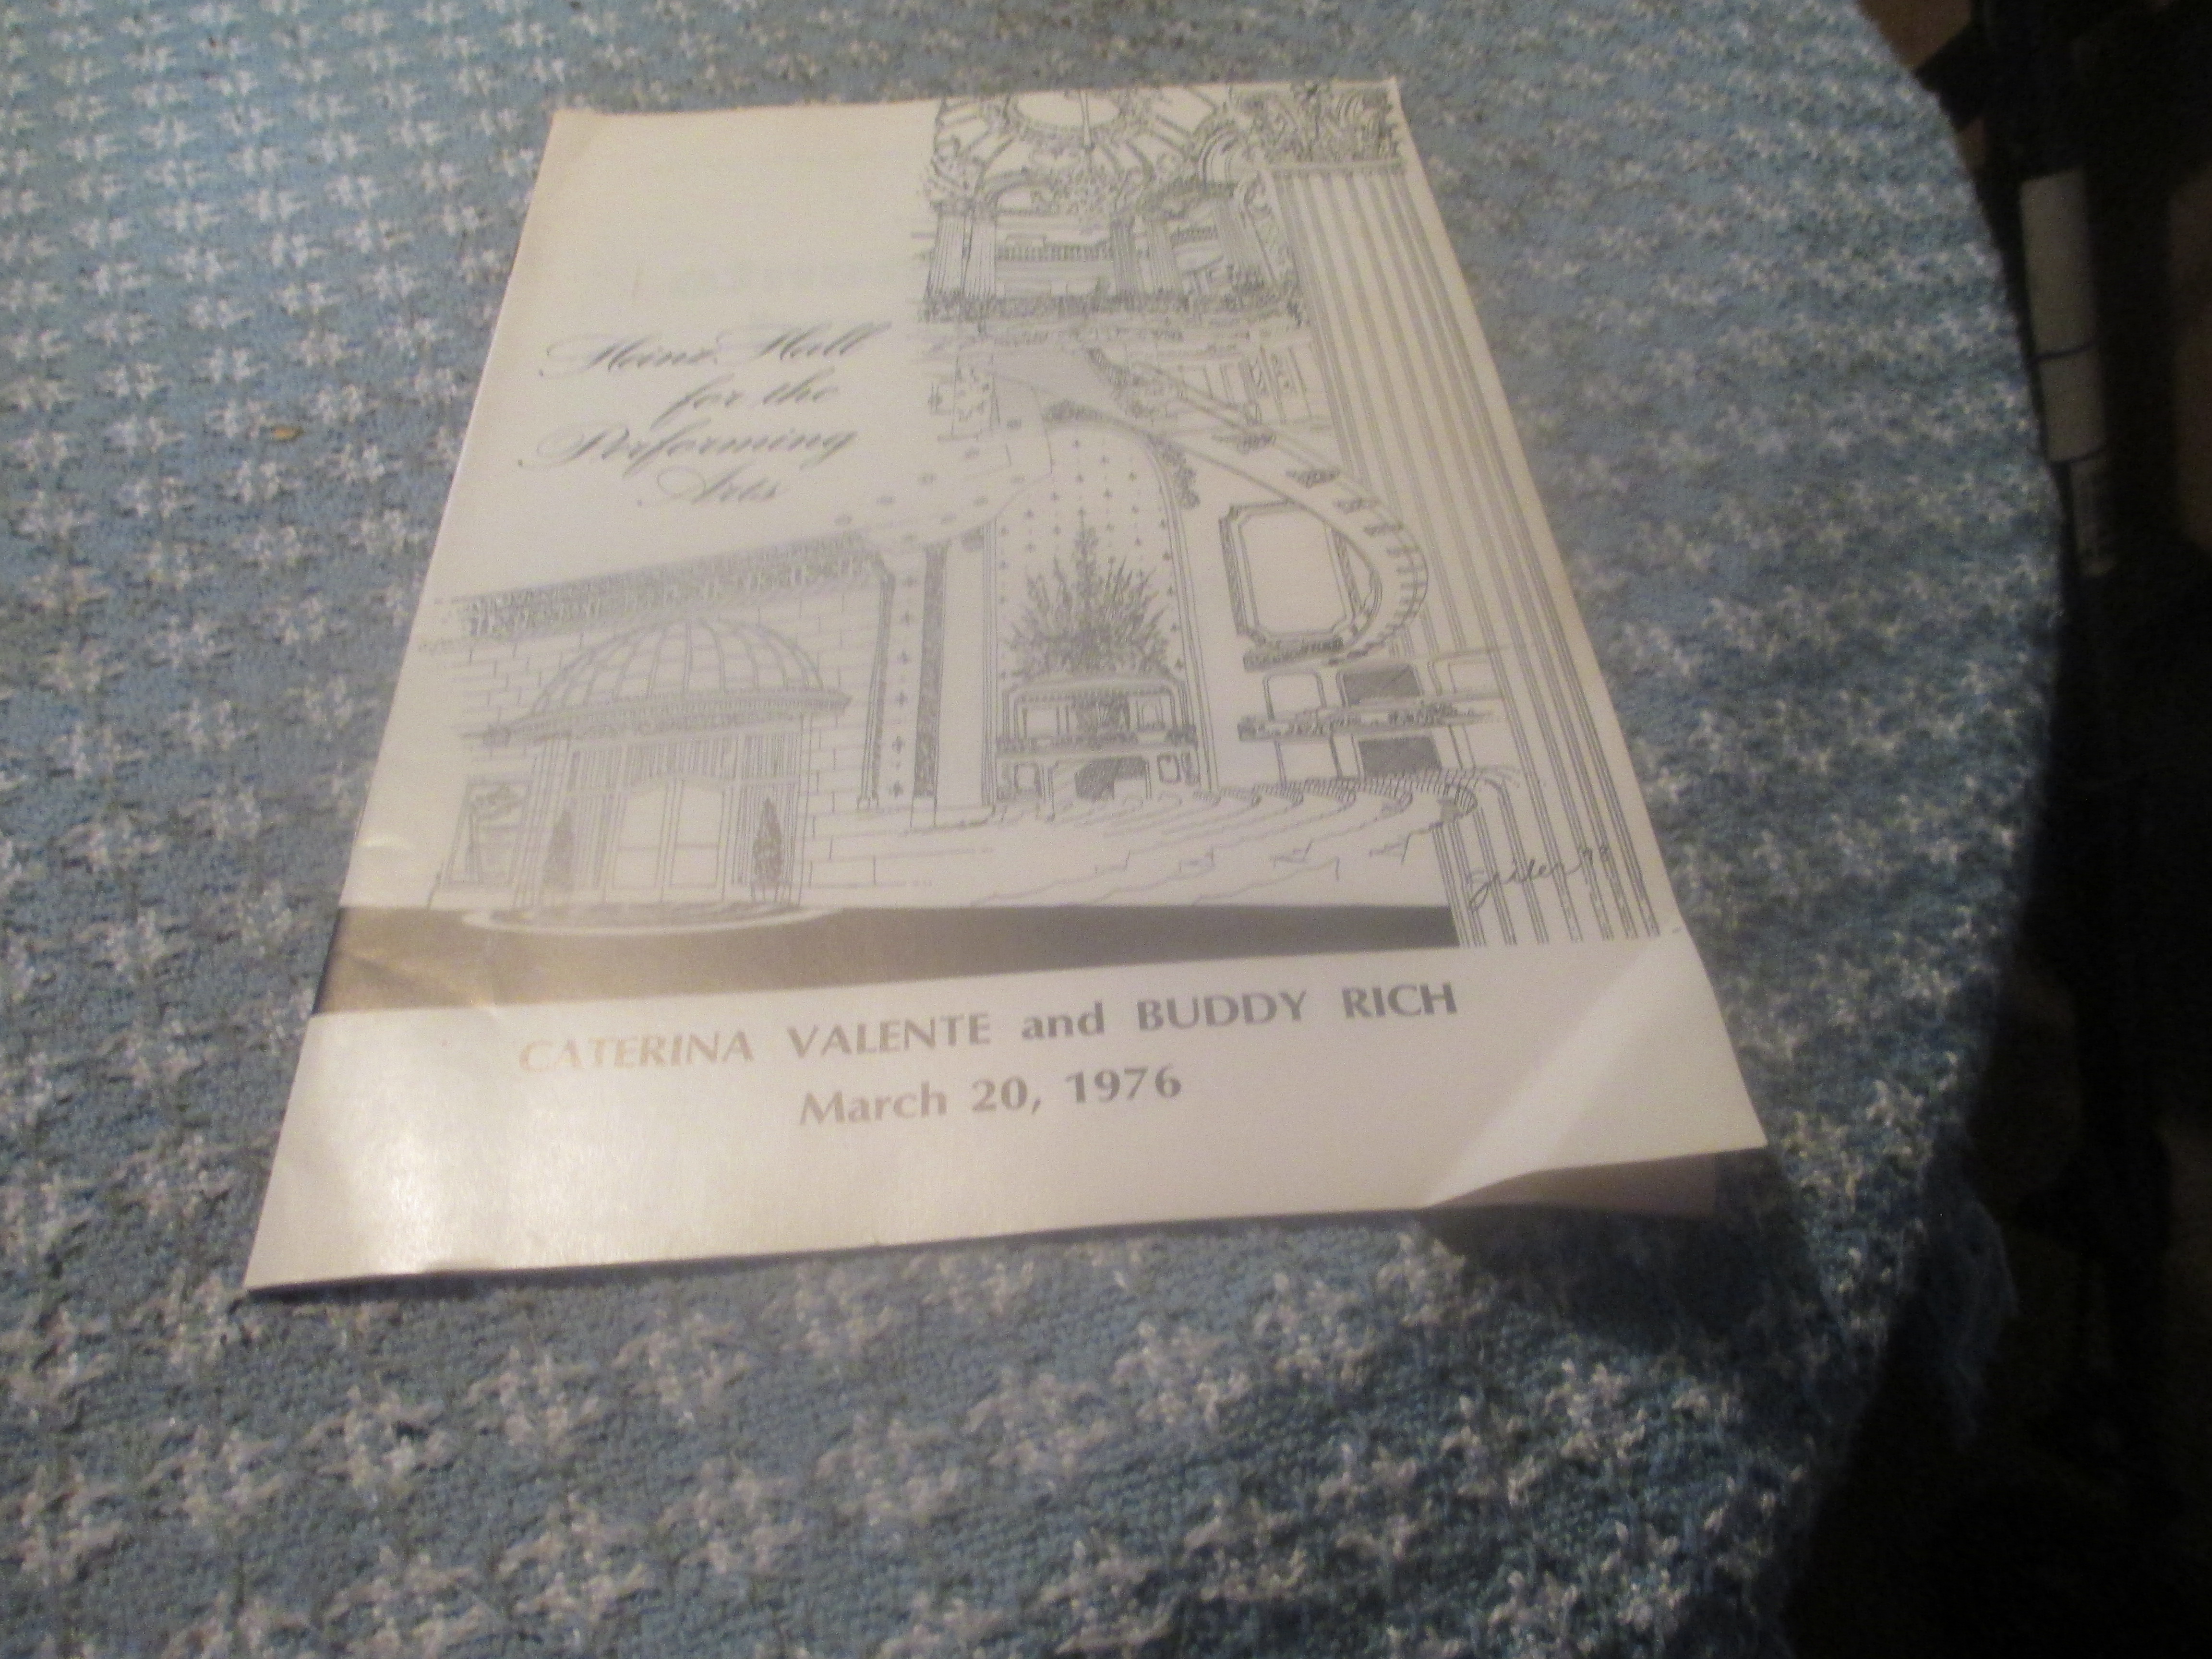 Heinz Hall
for the
Performing
Arts
CATERINA VALENTE and BUDDY RICH
March 20, 1976